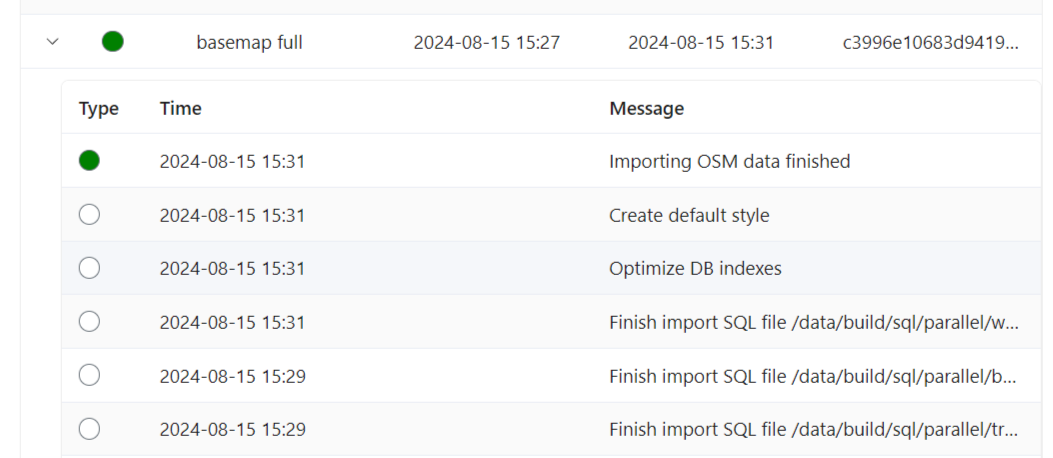 basemap full 2024-08-15 15:27 2024-08-15 15:31 c3996e10683d9419...
Type Time Message
2024-08-15 15:31 Importing OSM data finished
2024-08-15 15:31 Create default style
2024-08-15 15:31 Optimize DB indexes
2024-08-15 15:31 Finish import SQL file /data/build/sql/parallel/w...
2024-08-15 15:29 Finish import SQL file /data/build/sql/parallel/b...
2024-08-15 15:29 Finish import SQL file /data/build/sql/parallel/tr...